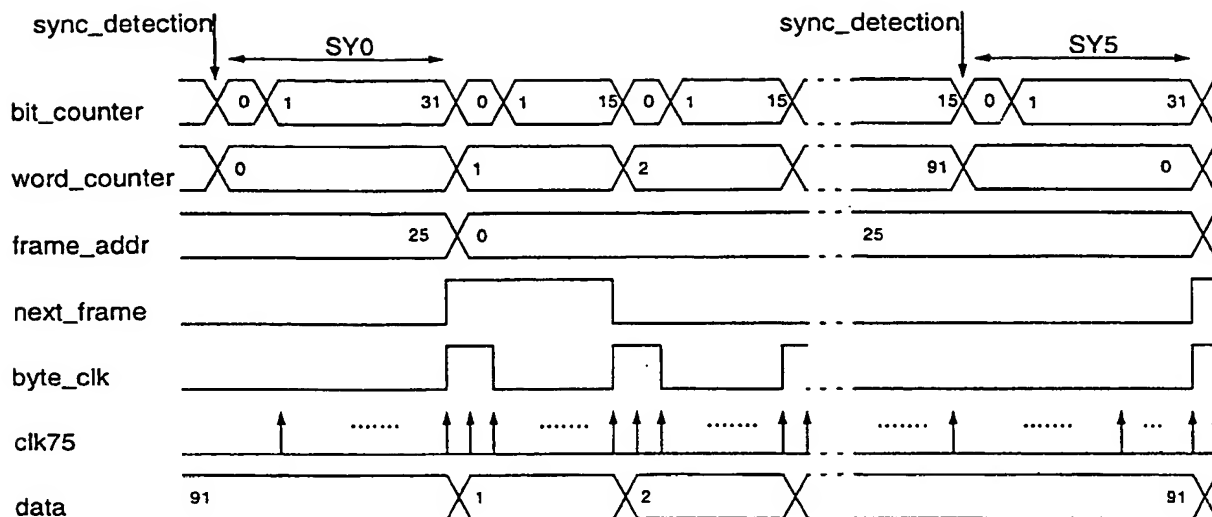 sync_detection sync_detection
SY0 SY5
bit_counter 0 1 31 0 1 15 0 1 15 15 0 1 31
word_counter 0 1 2 91 0
frame_addr 25 0 25
next_frame
byte_clk
clk75
data 91 1 2 91